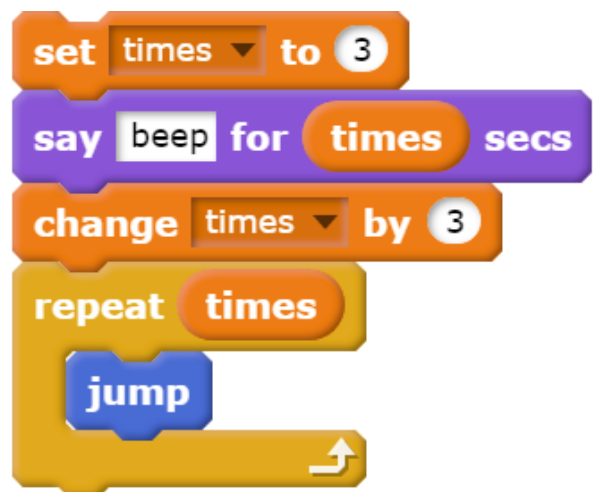 set times to 3
say beep for times secs
change times by 3
repeat times
jump